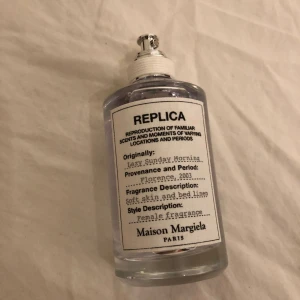 REPLICA
REPRODUCTION OF FAMILIAR
SCENTS AND MOMENTS OF VARYING
LOCATIONS AND PERIODS
Originally:
Lazy Sunday Morning
Provenance and Period:
Florence, 2003
Fragrance Description:
Soft skin and bed linen
Style Description:
Female fragrance
Maison Margiela
PARIS